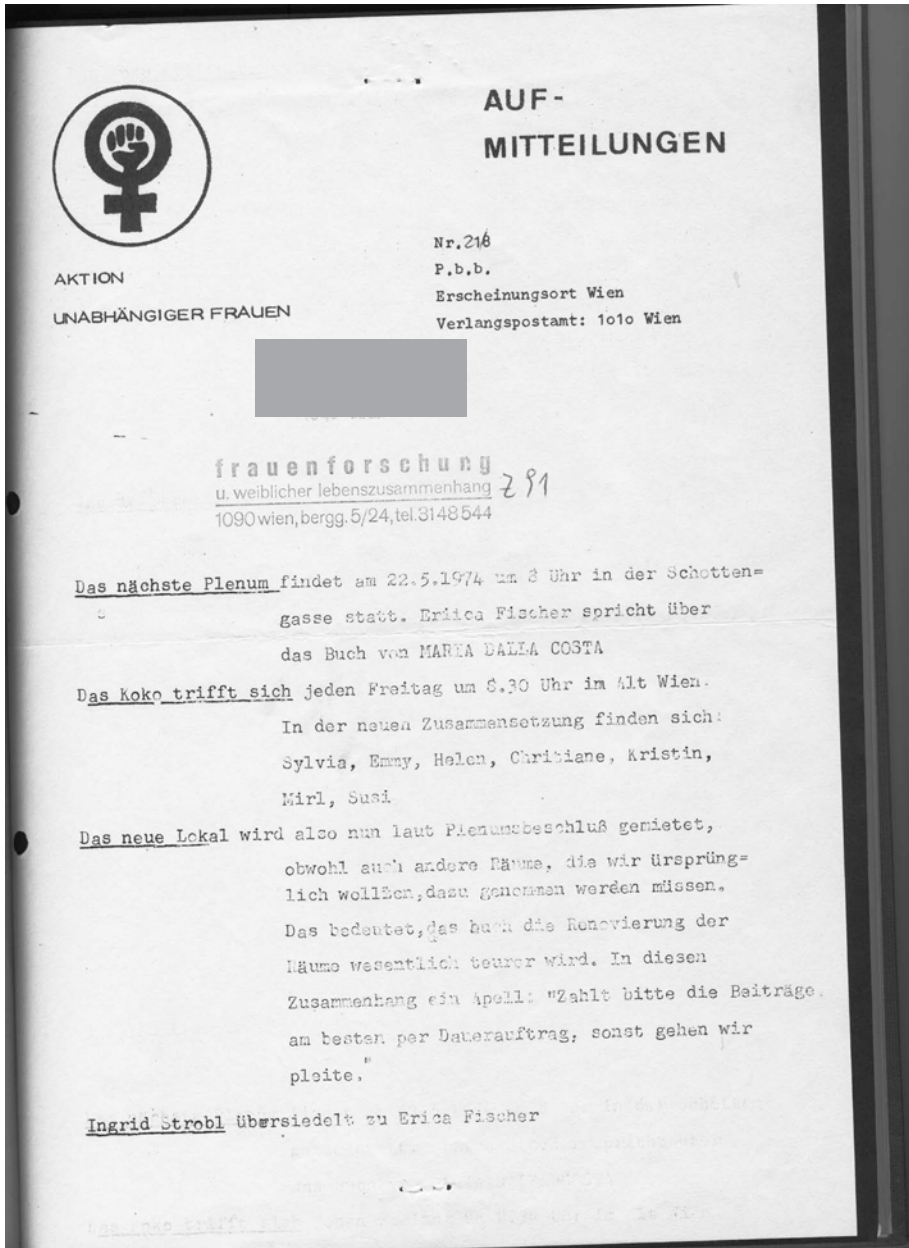 AUF-
MITTEILUNGEN
AKTION
UNABHÄNGIGER FRAUEN
Nr.218
P.b.b.
Erscheinungsort Wien
Verlangspostamt: 1o1o Wien
frauenforschung
u. weiblicher lebenszusammenhang Z 91
1090 wien, bergg. 5/24, tel. 3148544
Das nächste Plenum findet am 22.5.1974 um 8 Uhr in der Schotten=
gasse statt. Eriica Fischer spricht über
das Buch von MARIA DALLA COSTA
Das Koko trifft sich jeden Freitag um 8.30 Uhr im Alt Wien.
In der neuen Zusammensetzung finden sich:
Sylvia, Emmy, Helen, Christiane, Kristin,
Mirl, Susi
Das neue Lokal wird also nun laut Plenumsbeschluß gemietet,
obwohl auch andere Räume, die wir ürsprüng=
lich wollten, dazu genommen werden müssen.
Das bedeutet, das die Renovierung der
Räume wesentlich teurer wird. In diesen
Zusammenhang ein Apell: "Zahlt bitte die Beiträge.
am besten per Dauerauftrag, sonst gehen wir
pleite."
Ingrid Strobl übersiedelt zu Erica Fischer